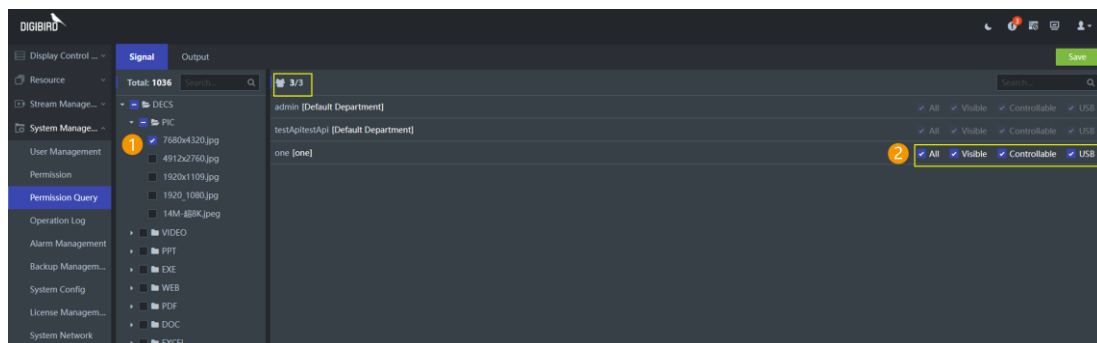 DIGIBIRD
3
Display Control ...
Signal
Output
Save
Resource
Total: 1036
Search...
3/3
Search...
Stream Manage...
DECS
admin [Default Department]
All
Visible
Controllable
USB
System Manage...
PIC
testApitestApi [Default Department]
All
Visible
Controllable
USB
1
7680x4320.jpg
User Management
4912x2760.jpg
one [one]
2
All
Visible
Controllable
USB
Permission
1920x1109.jpg
Permission Query
1920_1080.jpg
Operation Log
14M-超8K.jpeg
Alarm Management
VIDEO
PPT
Backup Managem...
EXE
System Config
WEB
License Managem...
PDF
DOC
System Network
EXCEL